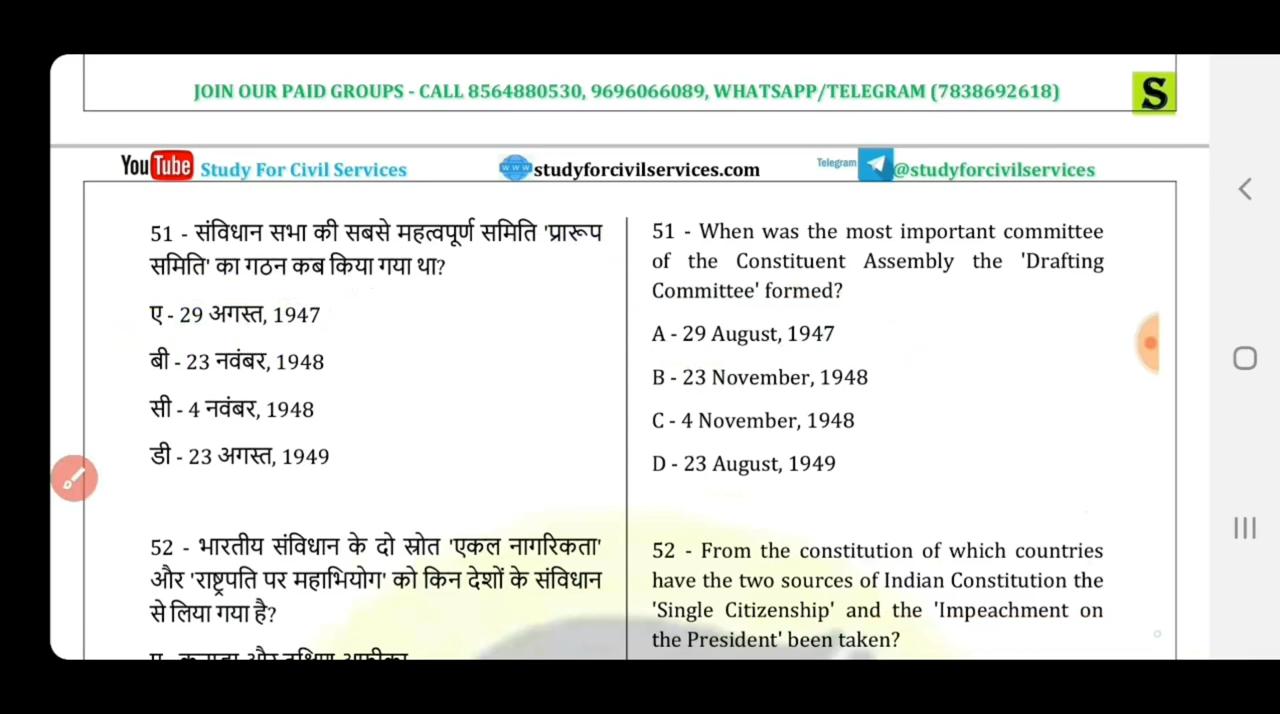 JOIN OUR PAID GROUPS - CALL 8564880530, 9696066089, WHATSAPP/TELEGRAM (7838692618)
S
YouTube Study For Civil Services
www studyforcivilservices.com
Telegram @studyforcivilservices
51 - संविधान सभा की सबसे महत्वपूर्ण समिति 'प्रारूप
समिति' का गठन कब किया गया था?
ए - 29 अगस्त, 1947
बी - 23 नवंबर, 1948
सी - 4 नवंबर, 1948
डी - 23 अगस्त, 1949
52 - भारतीय संविधान के दो स्रोत 'एकल नागरिकता'
और 'राष्ट्रपति पर महाभियोग' को किन देशों के संविधान
से लिया गया है?
51 - When was the most important committee
of the Constituent Assembly the 'Drafting
Committee' formed?
A - 29 August, 1947
B - 23 November, 1948
C - 4 November, 1948
D - 23 August, 1949
52 - From the constitution of which countries
have the two sources of Indian Constitution the
'Single Citizenship' and the 'Impeachment on
the President' been taken?